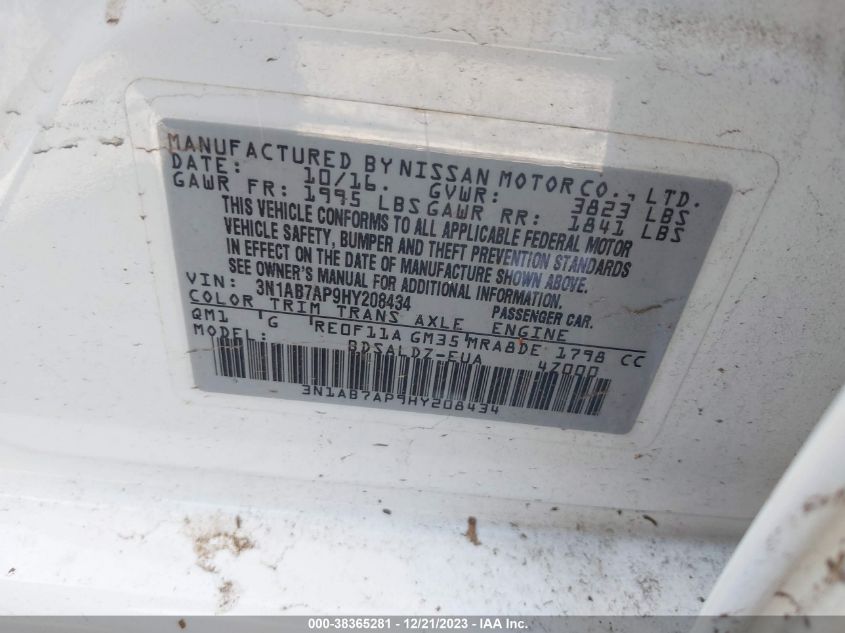 MANUFACTURED BY NISSAN MOTOR CO., LTD.
DATE: 10/16. GVWR: 3823 LBS
GAWR FR: 1995 LBS GAWR RR: 1841 LBS
THIS VEHICLE CONFORMS TO ALL APPLICABLE FEDERAL MOTOR
VEHICLE SAFETY, BUMPER AND THEFT PREVENTION STANDARDS
IN EFFECT ON THE DATE OF MANUFACTURE SHOWN ABOVE.
SEE OWNER'S MANUAL FOR ADDITIONAL INFORMATION.
VIN: 3N1AB7AP9HY208434 PASSENGER CAR.
COLOR TRIM TRANS AXLE ENGINE
QM1 G RE0F11A GM35 MRA8DE 1798 CC
MODEL: BDSALDZ-EUA 47000
3N1AB7AP9HY208434
000-38365281 - 12/21/2023 - IAA Inc.